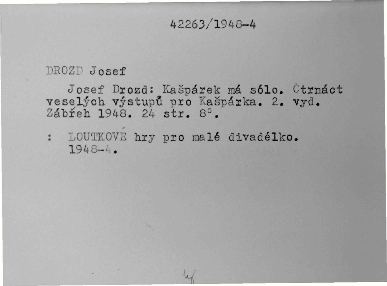 42263/1948-4
DROZD Josef
Josef Drozd: Kašpárek má sólo. Čtrnáct
veselých výstupů pro Kašpárka. 2. vyd.
Zábřeh 1948. 24 str. 8°.
: LOUTKOVÉ hry pro malé divadélko.
1948-4.